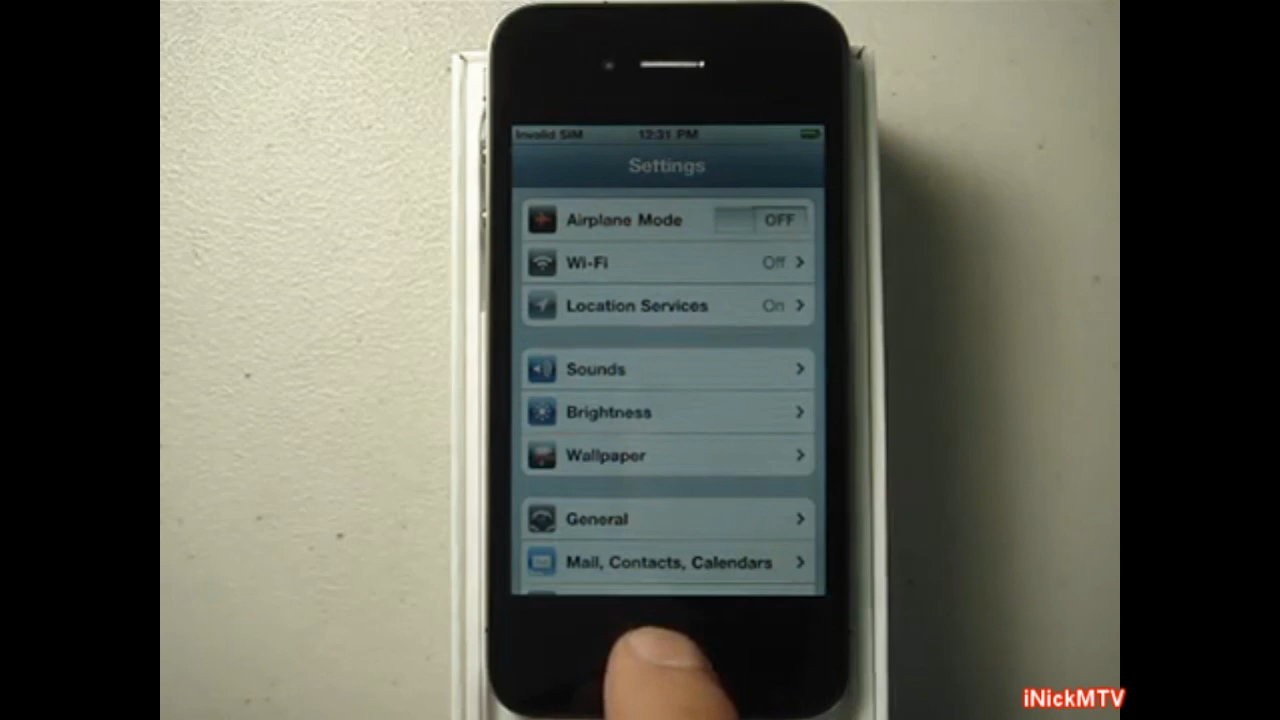 Invalid SIM 12:31 PM
Settings
Airplane Mode OFF
Wi-Fi Off
Location Services On
Sounds
Brightness
Wallpaper
General
Mail, Contacts, Calendars
iNickMTV